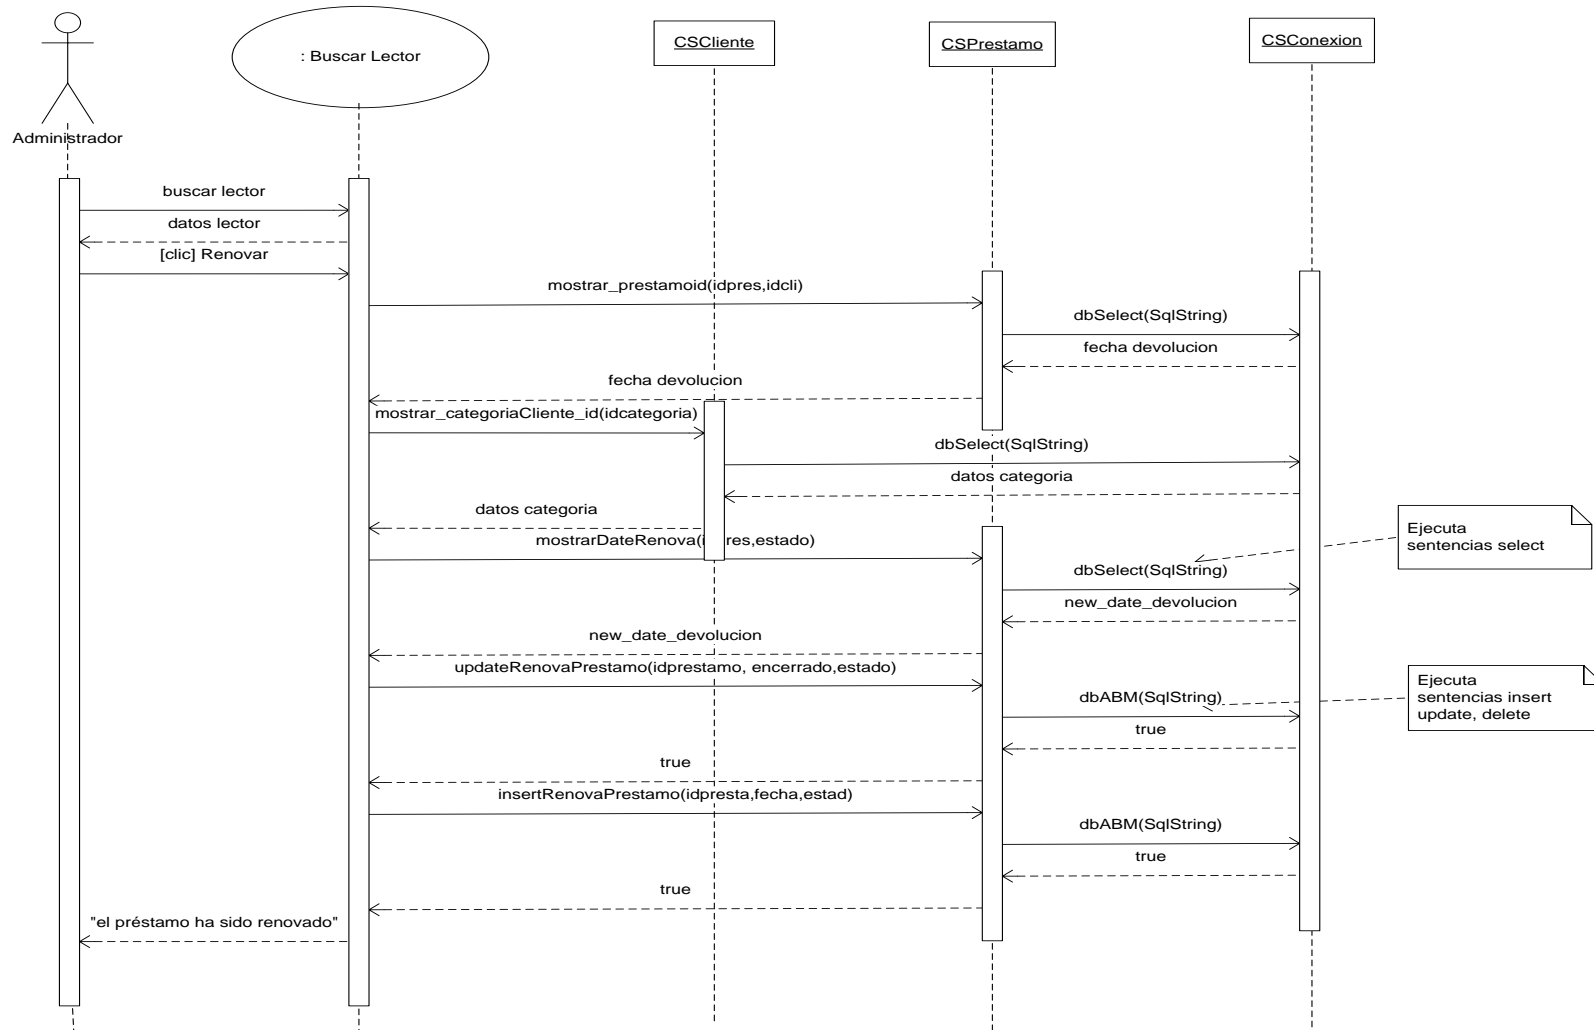 CSCliente
CSPrestamo
CSConexion
: Buscar Lector
Administrador
buscar lector
datos lector
[clic] Renovar
mostrar_prestamoid(idpres,idcli)
dbSelect(SqlString)
fecha devolucion
fecha devolucion
mostrar_categoriaCliente_id(idcategoria)
dbSelect(SqlString)
datos categoria
datos categoria
Ejecuta
sentencias select
mostrarDateRenova(i res,estado)
dbSelect(SqlString)
new_date_devolucion
new_date_devolucion
updateRenovaPrestamo(idprestamo, encerrado,estado)
Ejecuta
sentencias insert
update, delete
dbABM(SqlString)
true
true
insertRenovaPrestamo(idpresta,fecha,estad)
dbABM(SqlString)
true
true
"el préstamo ha sido renovado"